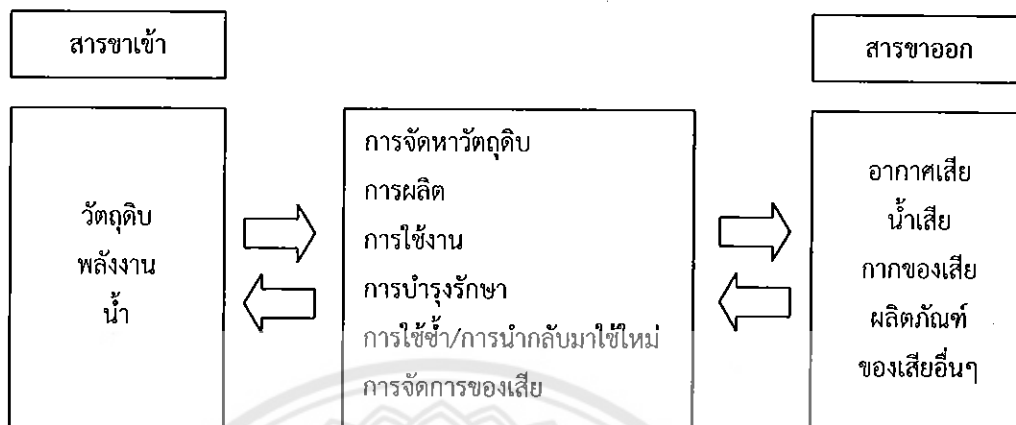 สารขาเข้า
สารขาออก
วัตถุดิบ
พลังงาน
น้ำ
การจัดหาวัตถุดิบ
การผลิต
การใช้งาน
การบำรุงรักษา
การใช้ซ้ำ/การนำกลับมาใช้ใหม่
การจัดการของเสีย
อากาศเสีย
น้ำเสีย
กากของเสีย
ผลิตภัณฑ์
ของเสียอื่นๆ